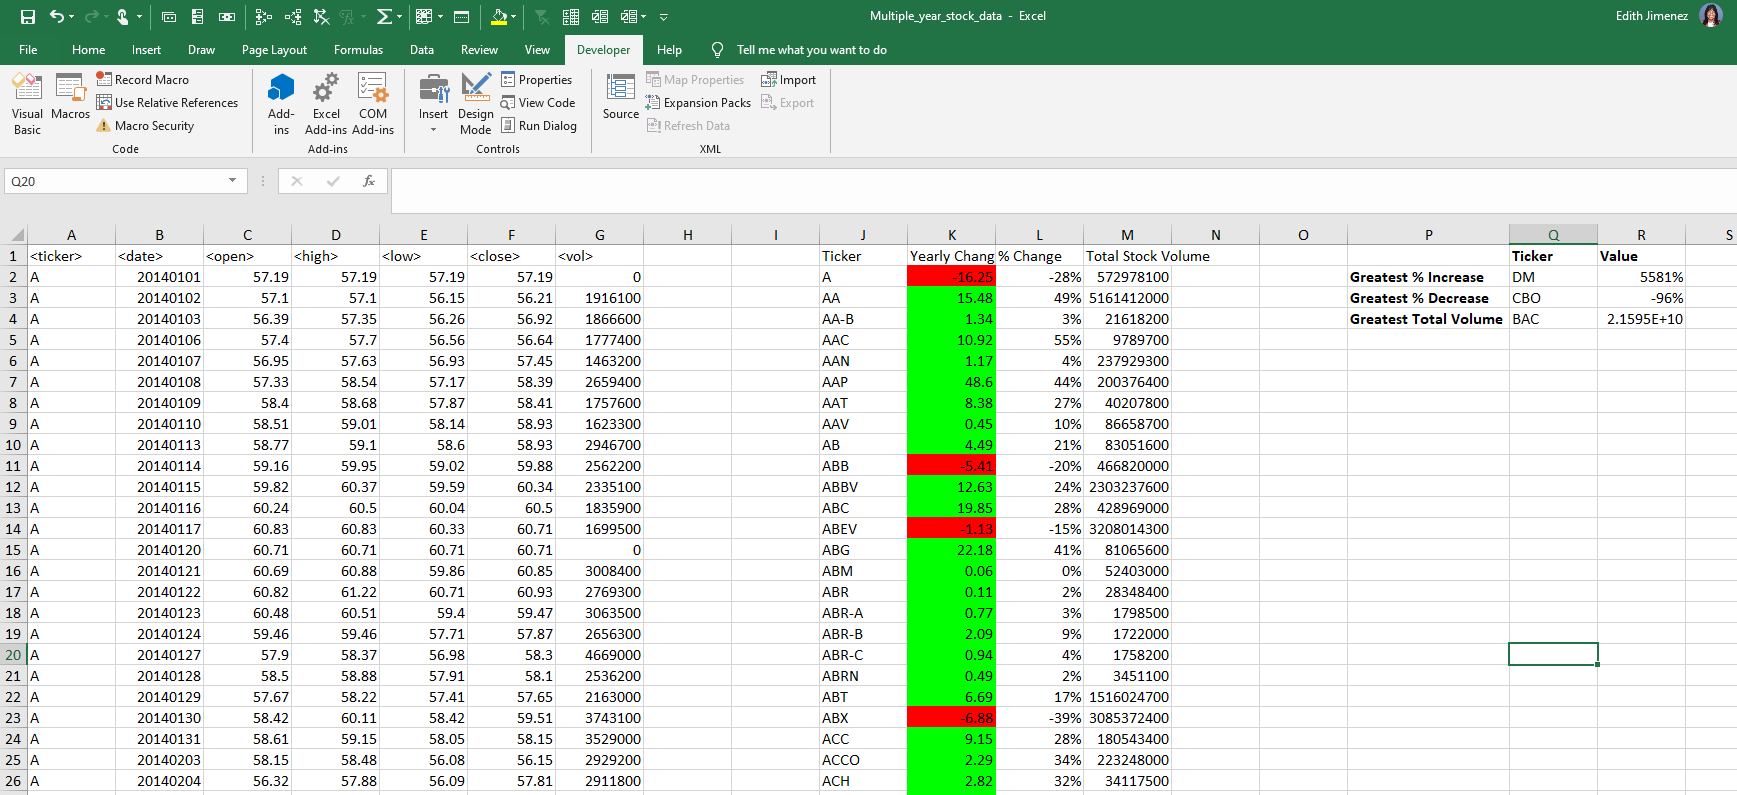 Multiple_year_stock_data - Excel Edith Jimenez
File Home Insert Draw Page Layout Formulas Data Review View Developer Help Tell me what you want to do
Visual Basic
Macros
Record Macro
Use Relative References
Macro Security
Code
Add-ins
Excel Add-ins
COM Add-ins
Add-ins
Insert
Design Mode
Properties
View Code
Run Dialog
Controls
Source
Map Properties
Expansion Packs
Refresh Data
Import
Export
XML
Q20 fx
A B C D E F G H I J K L M N O P Q R S
1 <ticker> <date> <open> <high> <low> <close> <vol> Ticker Yearly Chang % Change Total Stock Volume Ticker Value
2 A 20140101 57.19 57.19 57.19 57.19 0 A -16.25 -28% 572978100 Greatest % Increase DM 5581%
3 A 20140102 57.1 57.1 56.15 56.21 1916100 AA 15.48 49% 5161412000 Greatest % Decrease CBO -96%
4 A 20140103 56.39 57.35 56.26 56.92 1866600 AA-B 1.34 3% 21618200 Greatest Total Volume BAC 2.1595E+10
5 A 20140106 57.4 57.7 56.56 56.64 1777400 AAC 10.92 55% 9789700
6 A 20140107 56.95 57.63 56.93 57.45 1463200 AAN 1.17 4% 237929300
7 A 20140108 57.33 58.54 57.17 58.39 2659400 AAP 48.6 44% 200376400
8 A 20140109 58.4 58.68 57.87 58.41 1757600 AAT 8.38 27% 40207800
9 A 20140110 58.51 59.01 58.14 58.93 1623300 AAV 0.45 10% 86658700
10 A 20140113 58.77 59.1 58.6 58.93 2946700 AB 4.49 21% 83051600
11 A 20140114 59.16 59.95 59.02 59.88 2562200 ABB -5.41 -20% 466820000
12 A 20140115 59.82 60.37 59.59 60.34 2335100 ABBV 12.63 24% 2303237600
13 A 20140116 60.24 60.5 60.04 60.5 1835900 ABC 19.85 28% 428969000
14 A 20140117 60.83 60.83 60.33 60.71 1699500 ABEV -1.13 -15% 3208014300
15 A 20140120 60.71 60.71 60.71 60.71 0 ABG 22.18 41% 81065600
16 A 20140121 60.69 60.88 59.86 60.85 3008400 ABM 0.06 0% 52403000
17 A 20140122 60.82 61.22 60.71 60.93 2769300 ABR 0.11 2% 28348400
18 A 20140123 60.48 60.51 59.4 59.47 3063500 ABR-A 0.77 3% 1798500
19 A 20140124 59.46 59.46 57.71 57.87 2656300 ABR-B 2.09 9% 1722000
20 A 20140127 57.9 58.37 56.98 58.3 4669000 ABR-C 0.94 4% 1758200
21 A 20140128 58.5 58.88 57.91 58.1 2536200 ABRN 0.49 2% 3451100
22 A 20140129 57.67 58.22 57.41 57.65 2163000 ABT 6.69 17% 1516024700
23 A 20140130 58.42 60.11 58.42 59.51 3743100 ABX -6.88 -39% 3085372400
24 A 20140131 58.61 59.15 58.05 58.15 3529000 ACC 9.15 28% 180543400
25 A 20140203 58.15 58.48 56.08 56.15 2929200 ACCO 2.29 34% 223248000
26 A 20140204 56.32 57.88 56.09 57.81 2911800 ACH 2.82 32% 34117500